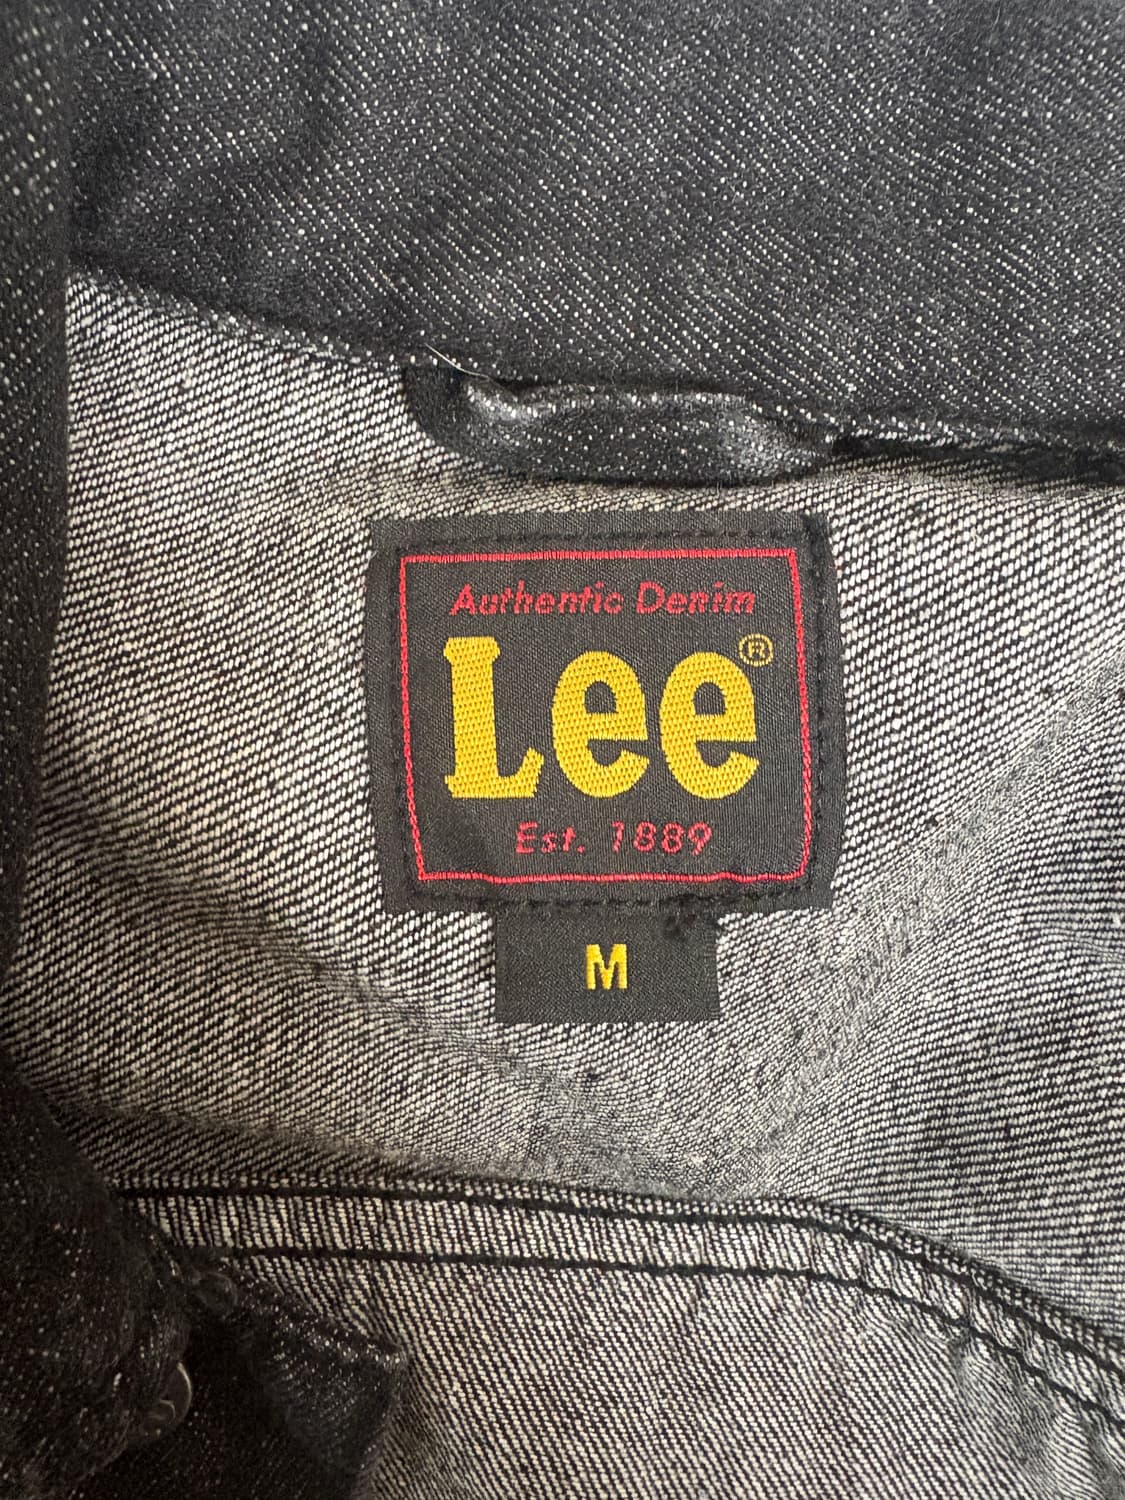 Authentic Denim
Lee®
Est. 1889
M